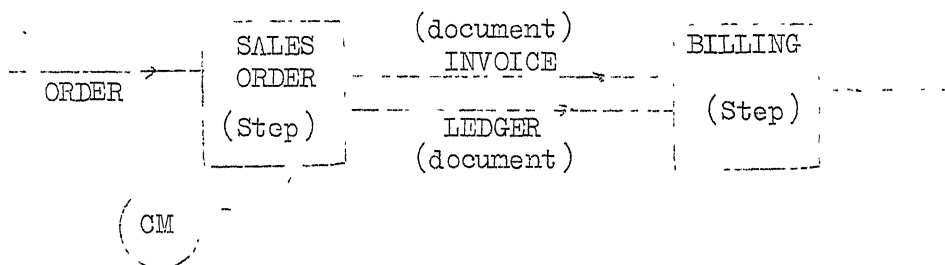 SALES
ORDER
(Step)
ORDER
(document)
INVOICE
LEDGER
(document)
BILLING
(Step)
CM